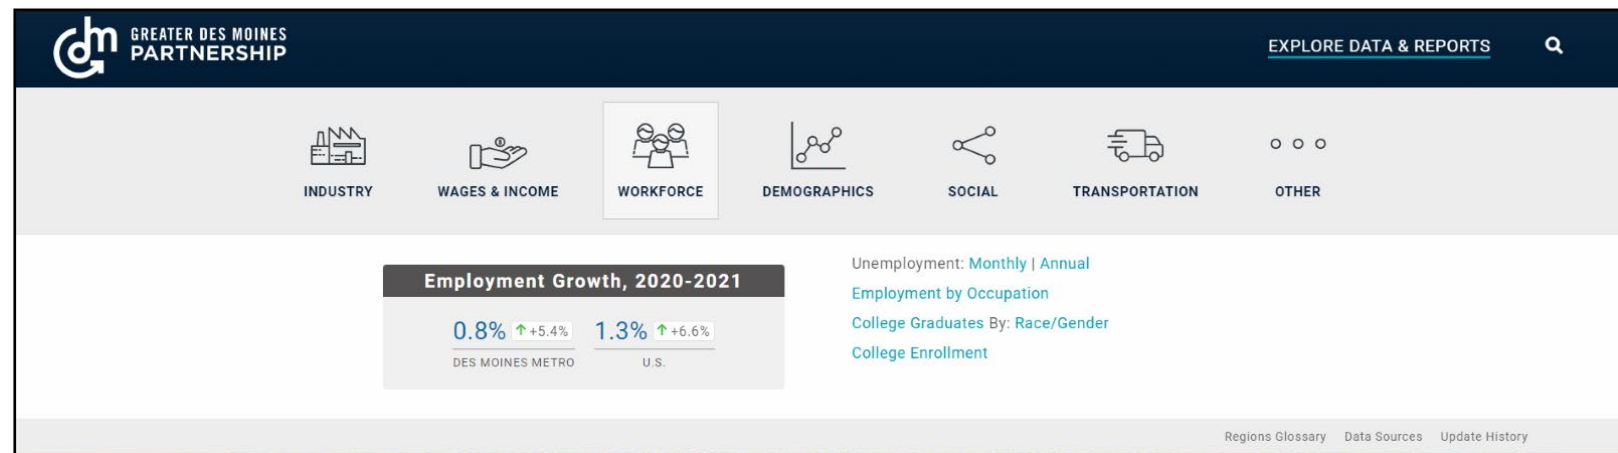 GREATER DES MOINES
PARTNERSHIP
EXPLORE DATA & REPORTS
INDUSTRY
WAGES & INCOME
WORKFORCE
DEMOGRAPHICS
SOCIAL
TRANSPORTATION
OTHER
Employment Growth, 2020-2021
0.8% ↑ +5.4%
DES MOINES METRO
1.3% ↑ +6.6%
U.S.
Unemployment: Monthly | Annual
Employment by Occupation
College Graduates By: Race/Gender
College Enrollment
Regions Glossary Data Sources Update History